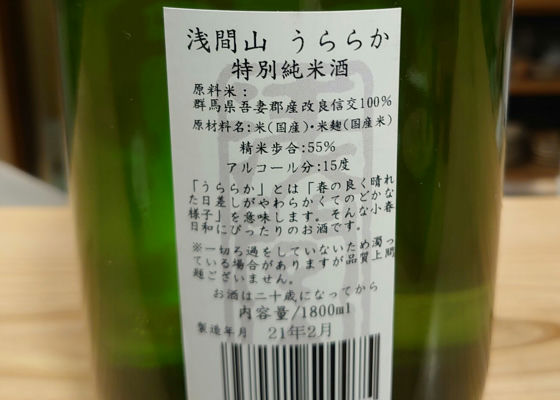 浅間山 うららか
特別純米酒
原料米：
群馬県吾妻郡産改良信交100%
原材料名:米(国産)・米麹(国産米)
精米歩合:55%
アルコール分:15度
「うららか」とは「春の良く晴れ
た日差しがやわらかくてのどかな
様子」を意味します。そんな小春
日和にぴったりのお酒です。
※一切ろ過をしていないため濁っ
ている場合がありますが品質上問
題ございません。
お酒は二十歳になってから
内容量/1800ml
製造年月 21年2月